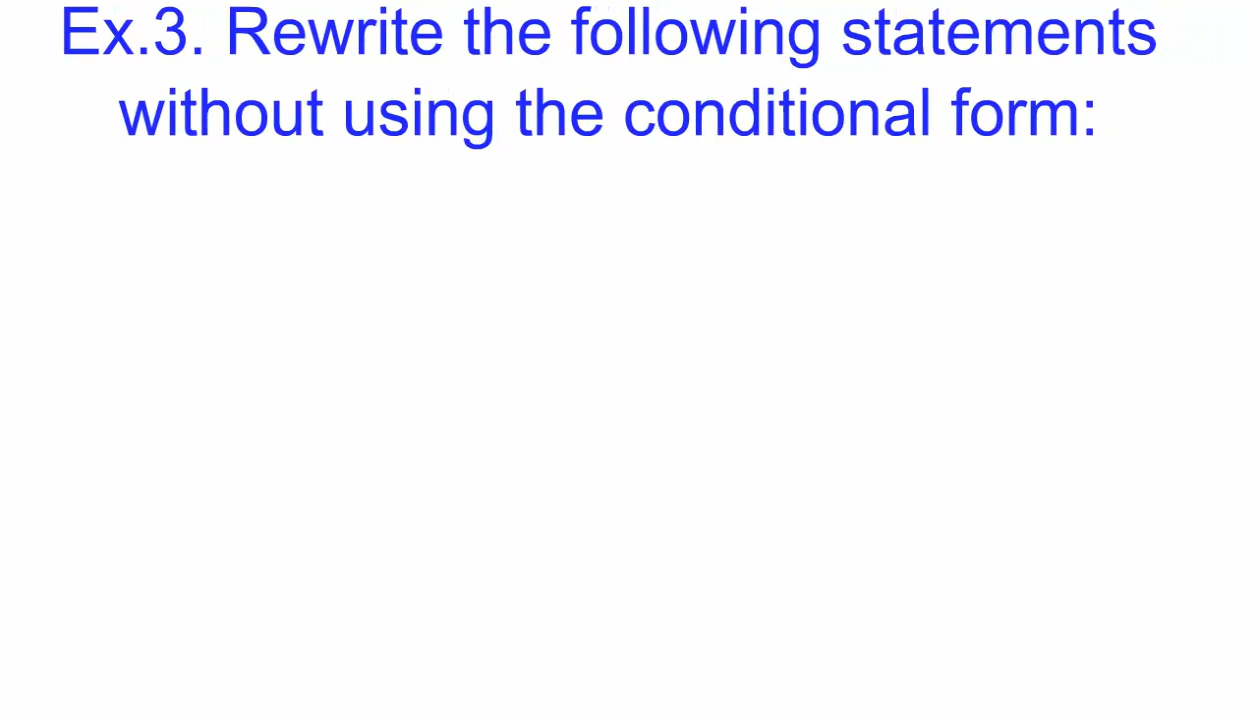 Ex.3. Rewrite the following statements
without using the conditional form: